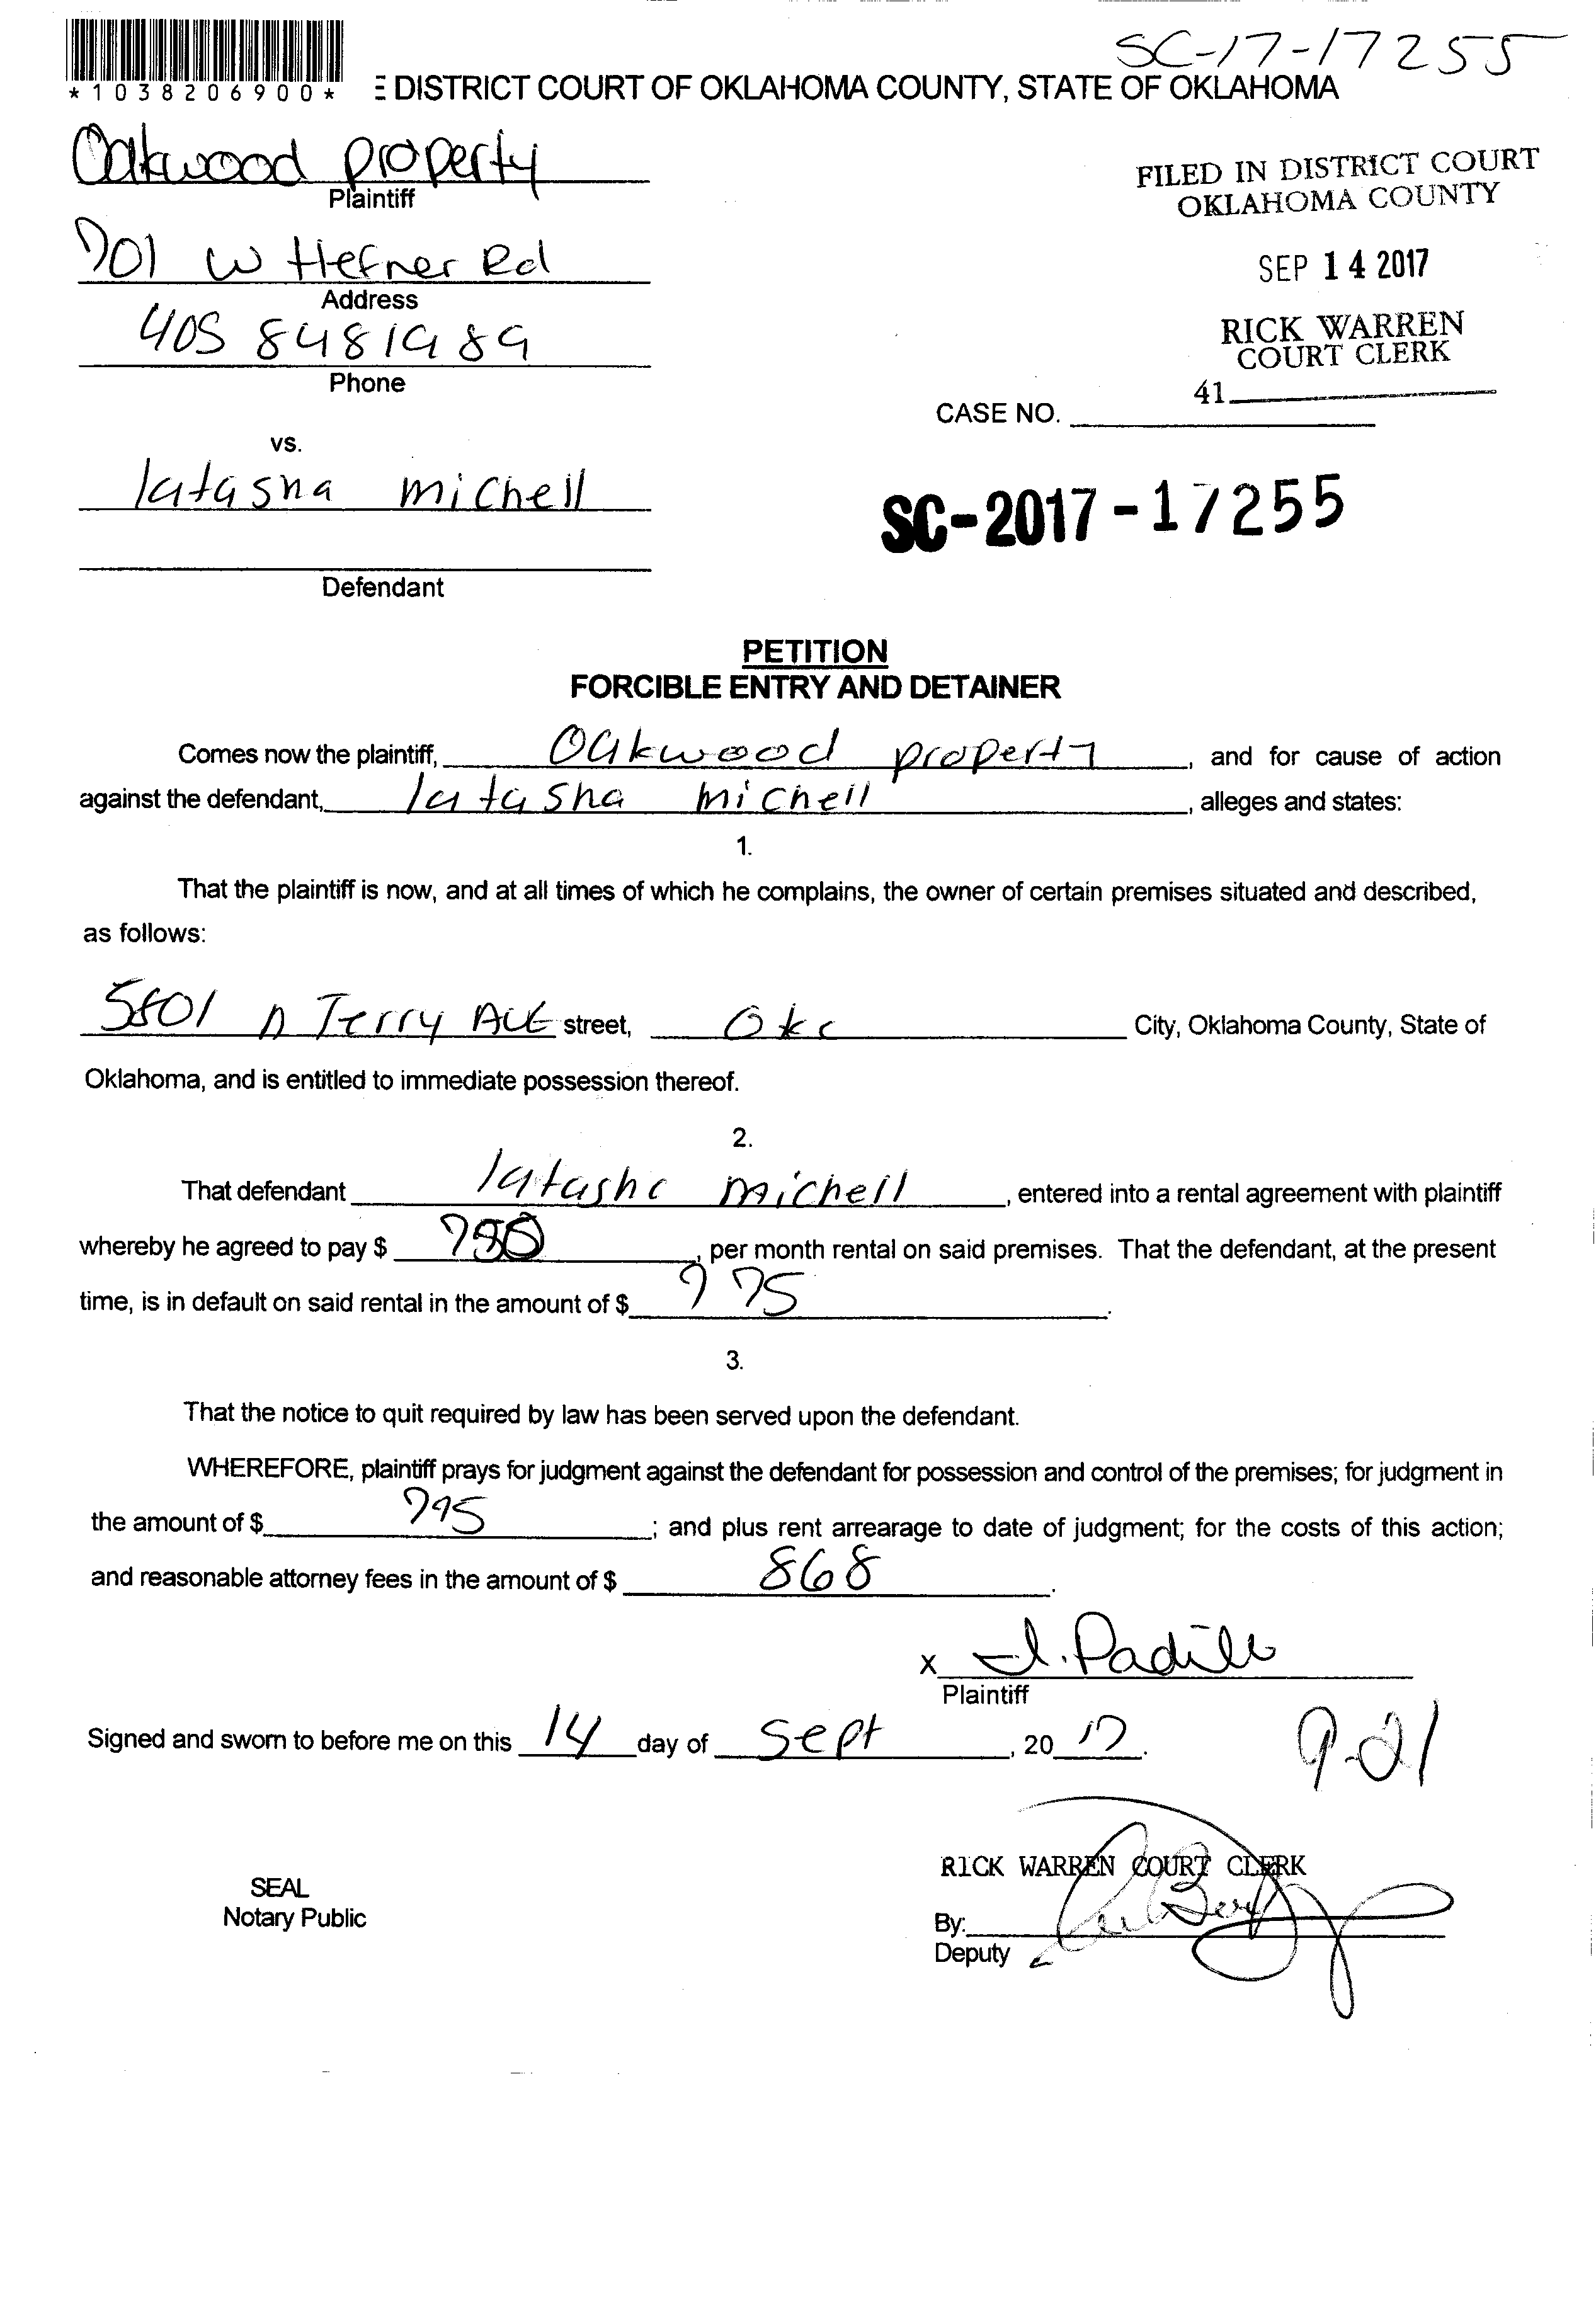 SC-17-17255
*1038206900*
E DISTRICT COURT OF OKLAHOMA COUNTY, STATE OF OKLAHOMA
Oakwood property
Plaintiff
FILED IN DISTRICT COURT
OKLAHOMA COUNTY
701 W Hefner Rd
Address
SEP 14 2017
405 8481989
Phone
RICK WARREN
COURT CLERK
41
CASE NO.
vs.
latasha michell
SC-2017-17255
Defendant
PETITION
FORCIBLE ENTRY AND DETAINER
Comes now the plaintiff, Oakwood property, and for cause of action
against the defendant, latasha michell, alleges and states:
1.
That the plaintiff is now, and at all times of which he complains, the owner of certain premises situated and described,
as follows:
5801 n Terry Ave street, Okc City, Oklahoma County, State of
Oklahoma, and is entitled to immediate possession thereof.
2.
That defendant latasha michell, entered into a rental agreement with plaintiff
whereby he agreed to pay $ , per month rental on said premises. That the defendant, at the present
time, is in default on said rental in the amount of $ 775.
3.
That the notice to quit required by law has been served upon the defendant.
WHEREFORE, plaintiff prays for judgment against the defendant for possession and control of the premises; for judgment in
the amount of $ ; and plus rent arrearage to date of judgment; for the costs of this action;
and reasonable attorney fees in the amount of $ 868.
x I. Padilla
Plaintiff
Signed and sworn to before me on this 14 day of Sept, 2017.
9-21
RICK WARREN COURT CLERK
SEAL
Notary Public
By:
Deputy